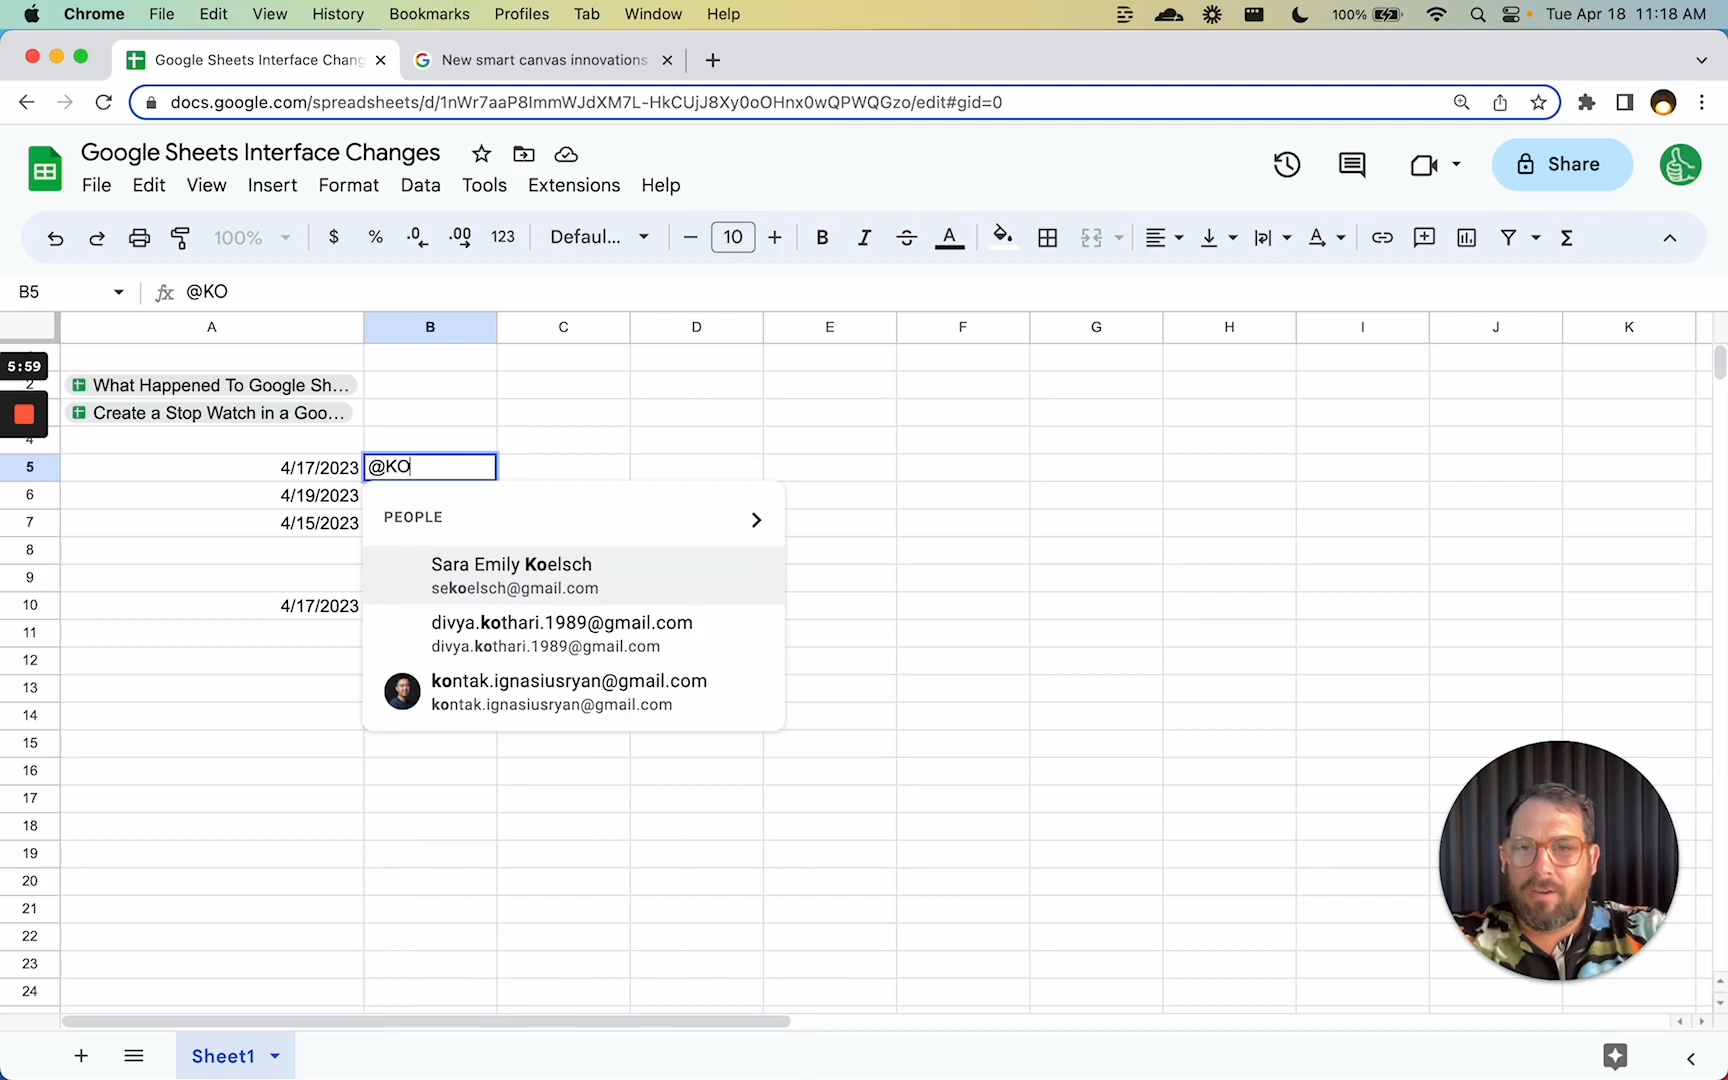 Chrome File Edit View History Bookmarks Profiles Tab Window Help 100% Tue Apr 18 11:18 AM
Google Sheets Interface Chang New smart canvas innovations
docs.google.com/spreadsheets/d/1nWr7aaP8ImmWJdXM7L-HkCUjJ8Xy0oOHnx0wQPWQGzo/edit#gid=0
Google Sheets Interface Changes
File Edit View Insert Format Data Tools Extensions Help
Share
100% $ % .0 .00 123 Defaul... 10 B I S A Σ
B5 fx @KO
A B C D E F G H I J K
5:59
2 What Happened To Google Sh...
Create a Stop Watch in a Goo...
4
5 4/17/2023 @KO
6 4/19/2023
7 4/15/2023
8
9
10 4/17/2023
11
12
13
14
15
16
17
18
19
20
21
22
23
24
PEOPLE
Sara Emily Koelsch
sekoelsch@gmail.com
divya.kothari.1989@gmail.com
divya.kothari.1989@gmail.com
kontak.ignasiusryan@gmail.com
kontak.ignasiusryan@gmail.com
Sheet1